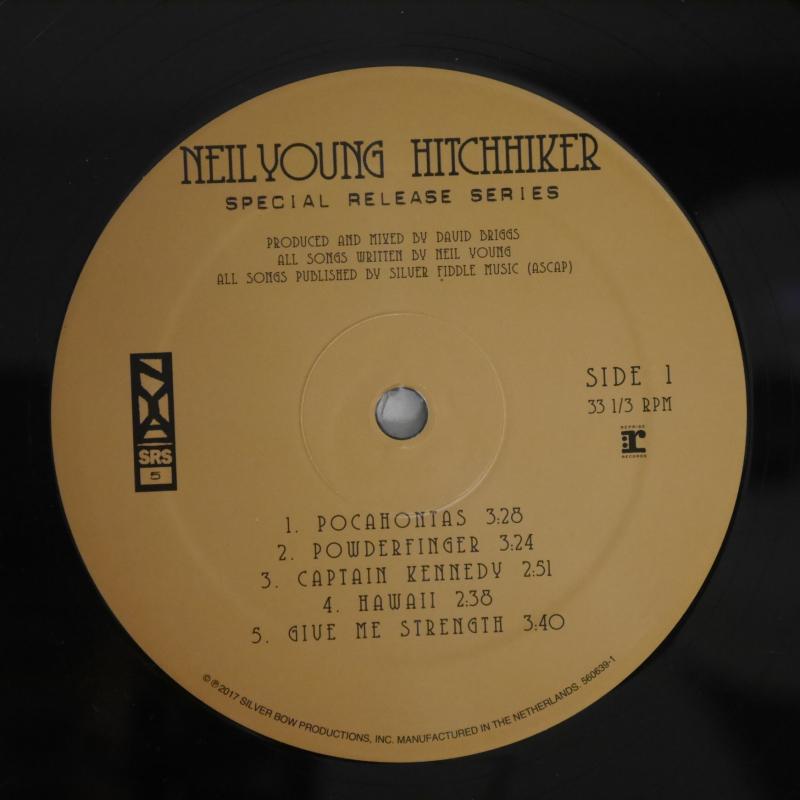 NEIL YOUNG HITCHHIKER
SPECIAL RELEASE SERIES
PRODUCED AND MIXED BY DAVID BRIGGS
ALL SONGS WRITTEN BY NEIL YOUNG
ALL SONGS PUBLISHED BY SILVER FIDDLE MUSIC (ASCAP)
NYA
SRS
5
SIDE 1
33 1/3 RPM
REPRISE
:r
RECORDS
1. POCAHONTAS 3:28
2. POWDERFINGER 3:24
3. CAPTAIN KENNEDY 2:51
4. HAWAII 2:38
5. GIVE ME STRENGTH 3:40
©℗2017 SILVER BOW PRODUCTIONS, INC. MANUFACTURED IN THE NETHERLANDS. 560639-1